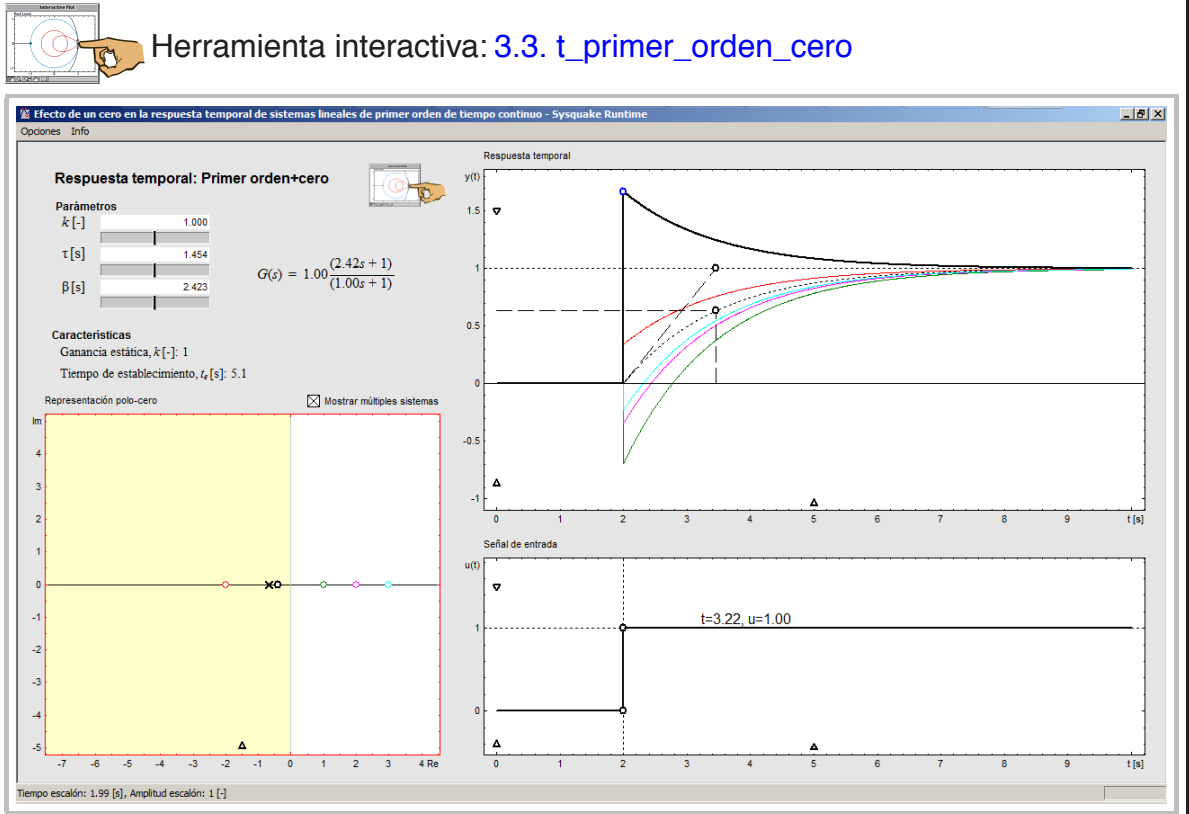 Interactive Plot
Herramienta interactiva: 3.3. t_primer_orden_cero
Efecto de un cero en la respuesta temporal de sistemas lineales de primer orden de tiempo continuo - Sysquake Runtime
Opciones Info
Respuesta temporal: Primer orden+cero
Parámetros
k [-] 1.000
τ [s] 1.454
β [s] 2.423
G(s) = 1.00 (2.42s + 1) / (1.00s + 1)
Características
Ganancia estática, k [-]: 1
Tiempo de establecimiento, te [s]: 5.1
Representación polo-cero
Mostrar múltiples sistemas
Im
4
3
2
1
0
-1
-2
-3
-4
-5
-7 -6 -5 -4 -3 -2 -1 0 1 2 3 4 Re
Respuesta temporal
y(t)
1.5
1
0.5
0
-0.5
-1
0 1 2 3 4 5 6 7 8 9 t [s]
Señal de entrada
u(t)
1
0
t=3.22, u=1.00
0 1 2 3 4 5 6 7 8 9 t [s]
Tiempo escalón: 1.99 [s], Amplitud escalón: 1 [-]